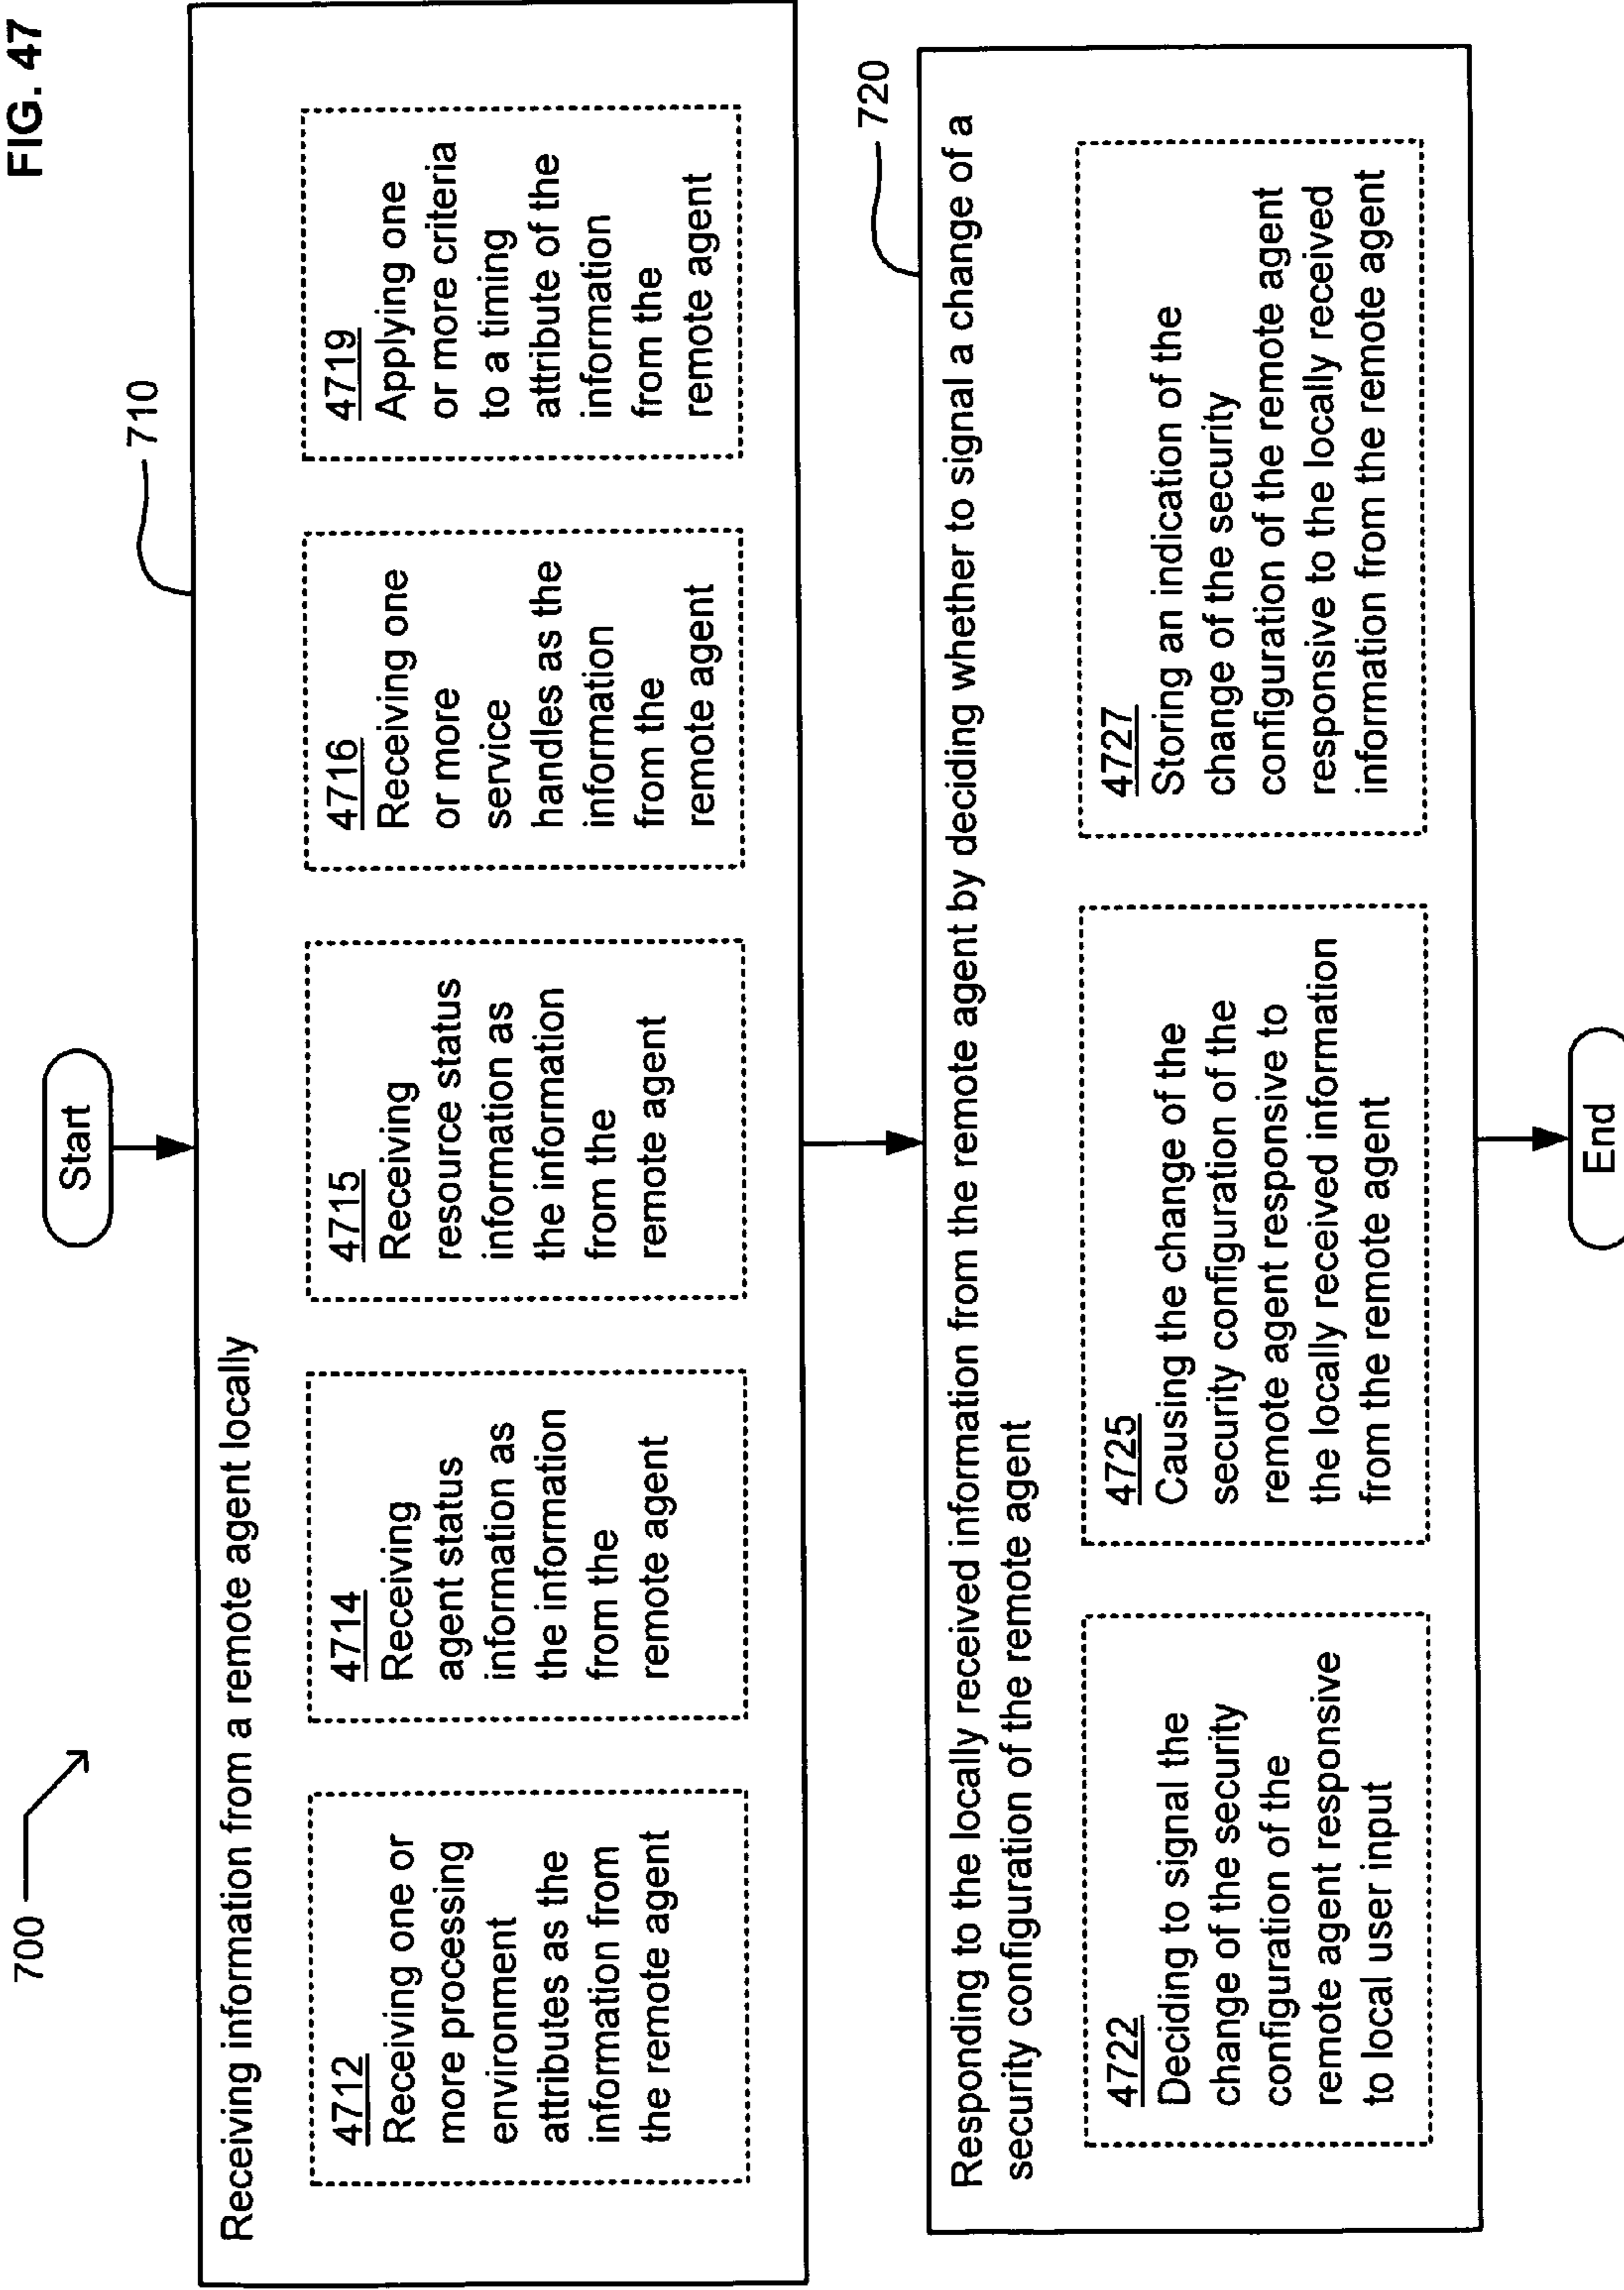 FIG. 47
700
Start
710
Receiving information from a remote agent locally
4712
Receiving one or
more processing
environment
attributes as the
information from
the remote agent
4714
Receiving
agent status
information as
the information
from the
remote agent
4715
Receiving
resource status
information as
the information
from the
remote agent
4716
Receiving one
or more
service
handles as the
information
from the
remote agent
4719
Applying one
or more criteria
to a timing
attribute of the
information
from the
remote agent
720
Responding to the locally received information from the remote agent by deciding whether to signal a change of a
security configuration of the remote agent
4722
Deciding to signal the
change of the security
configuration of the
remote agent responsive
to local user input
4725
Causing the change of the
security configuration of the
remote agent responsive to
the locally received information
from the remote agent
4727
Storing an indication of the
change of the security
configuration of the remote agent
responsive to the locally received
information from the remote agent
End